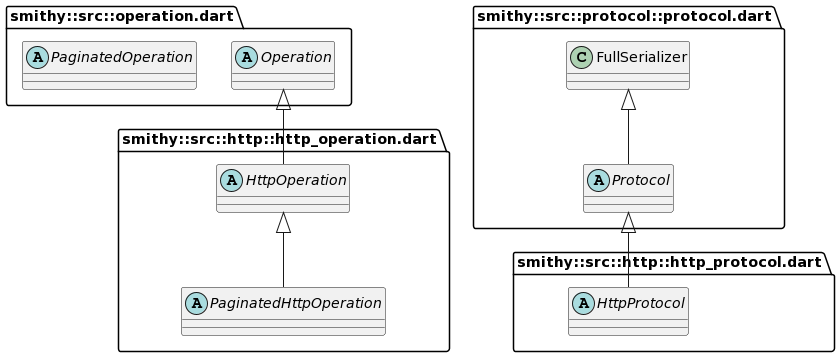 smithy::src::operation.dart
A PaginatedOperation
A Operation
smithy::src::http::http_operation.dart
A HttpOperation
A PaginatedHttpOperation
smithy::src::protocol::protocol.dart
C FullSerializer
A Protocol
smithy::src::http::http_protocol.dart
A HttpProtocol